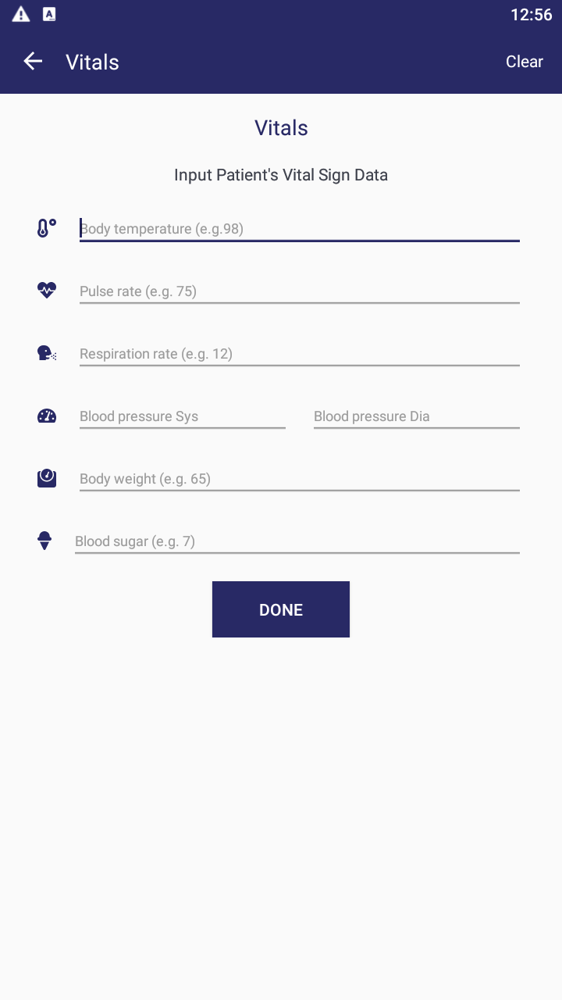 12:56
Vitals
Clear
Vitals
Input Patient's Vital Sign Data
Body temperature (e.g.98)
Pulse rate (e.g. 75)
Respiration rate (e.g. 12)
Blood pressure Sys
Blood pressure Dia
Body weight (e.g. 65)
Blood sugar (e.g. 7)
DONE